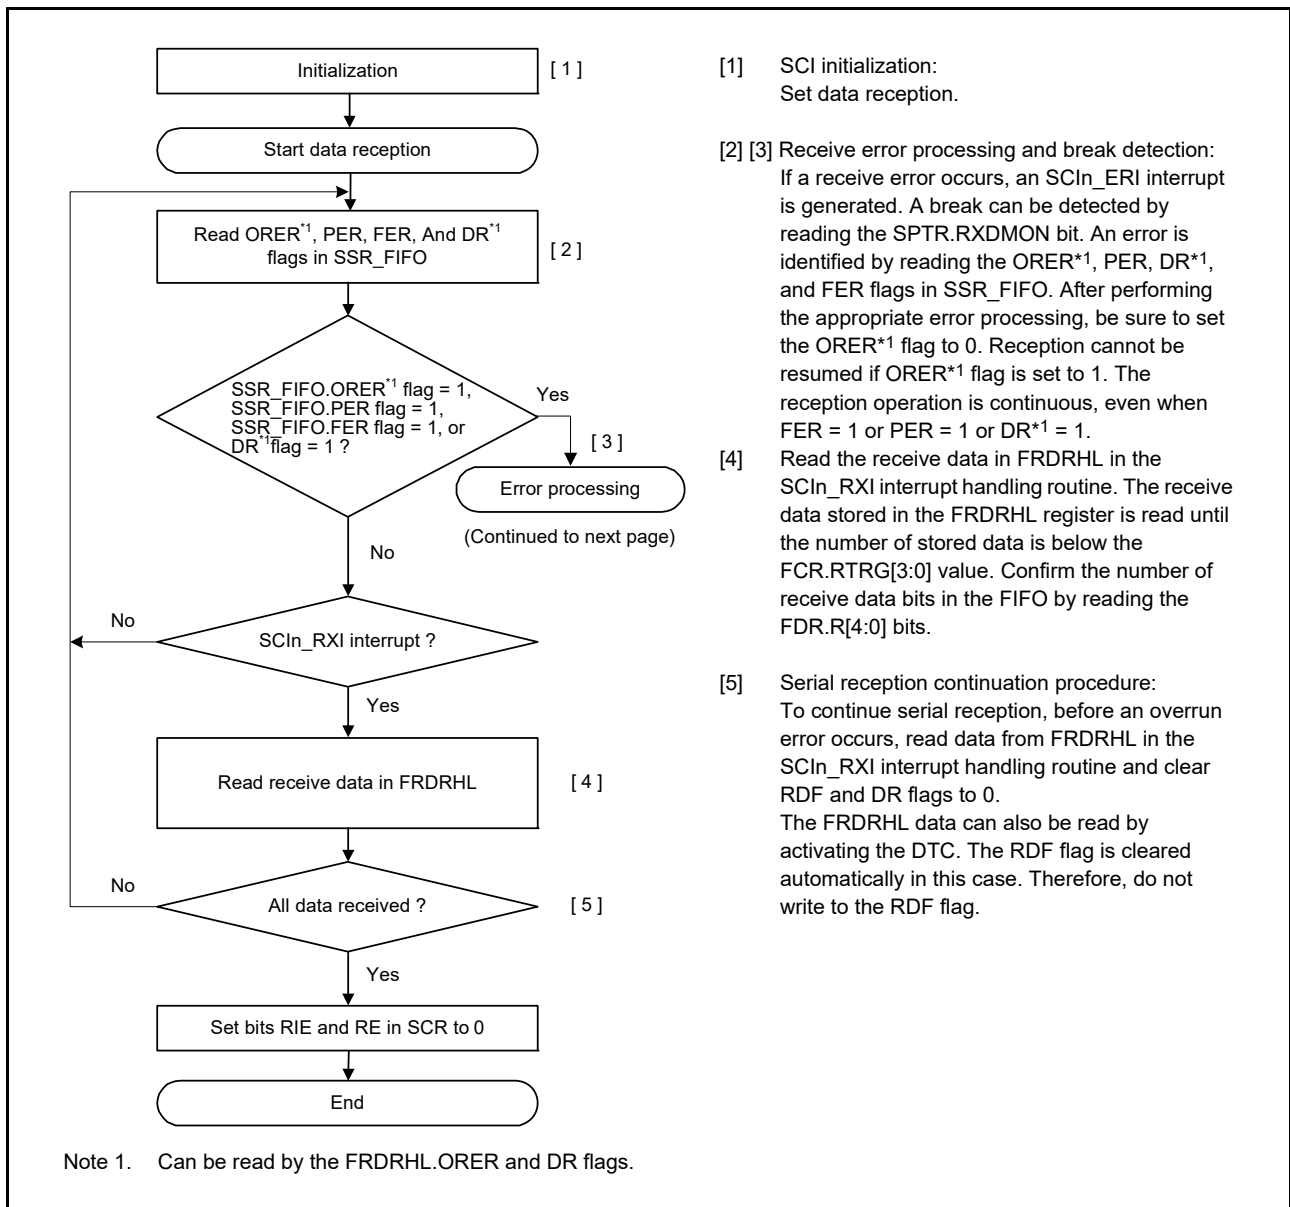 Initialization
[ 1 ]
Start data reception
Read ORER*1, PER, FER, And DR*1
flags in SSR_FIFO
[ 2 ]
SSR_FIFO.ORER*1 flag = 1,
SSR_FIFO.PER flag = 1,
SSR_FIFO.FER flag = 1, or
DR*1flag = 1 ?
Yes
[ 3 ]
Error processing
(Continued to next page)
No
SCIn_RXI interrupt ?
No
Yes
Read receive data in FRDRHL
[ 4 ]
All data received ?
No
[ 5 ]
Yes
Set bits RIE and RE in SCR to 0
End
[1] SCI initialization:
Set data reception.
[2] [3] Receive error processing and break detection:
If a receive error occurs, an SCIn_ERI interrupt
is generated. A break can be detected by
reading the SPTR.RXDMON bit. An error is
identified by reading the ORER*1, PER, DR*1,
and FER flags in SSR_FIFO. After performing
the appropriate error processing, be sure to set
the ORER*1 flag to 0. Reception cannot be
resumed if ORER*1 flag is set to 1. The
reception operation is continuous, even when
FER = 1 or PER = 1 or DR*1 = 1.
[4] Read the receive data in FRDRHL in the
SCIn_RXI interrupt handling routine. The receive
data stored in the FRDRHL register is read until
the number of stored data is below the
FCR.RTRG[3:0] value. Confirm the number of
receive data bits in the FIFO by reading the
FDR.R[4:0] bits.
[5] Serial reception continuation procedure:
To continue serial reception, before an overrun
error occurs, read data from FRDRHL in the
SCIn_RXI interrupt handling routine and clear
RDF and DR flags to 0.
The FRDRHL data can also be read by
activating the DTC. The RDF flag is cleared
automatically in this case. Therefore, do not
write to the RDF flag.
Note 1. Can be read by the FRDRHL.ORER and DR flags.